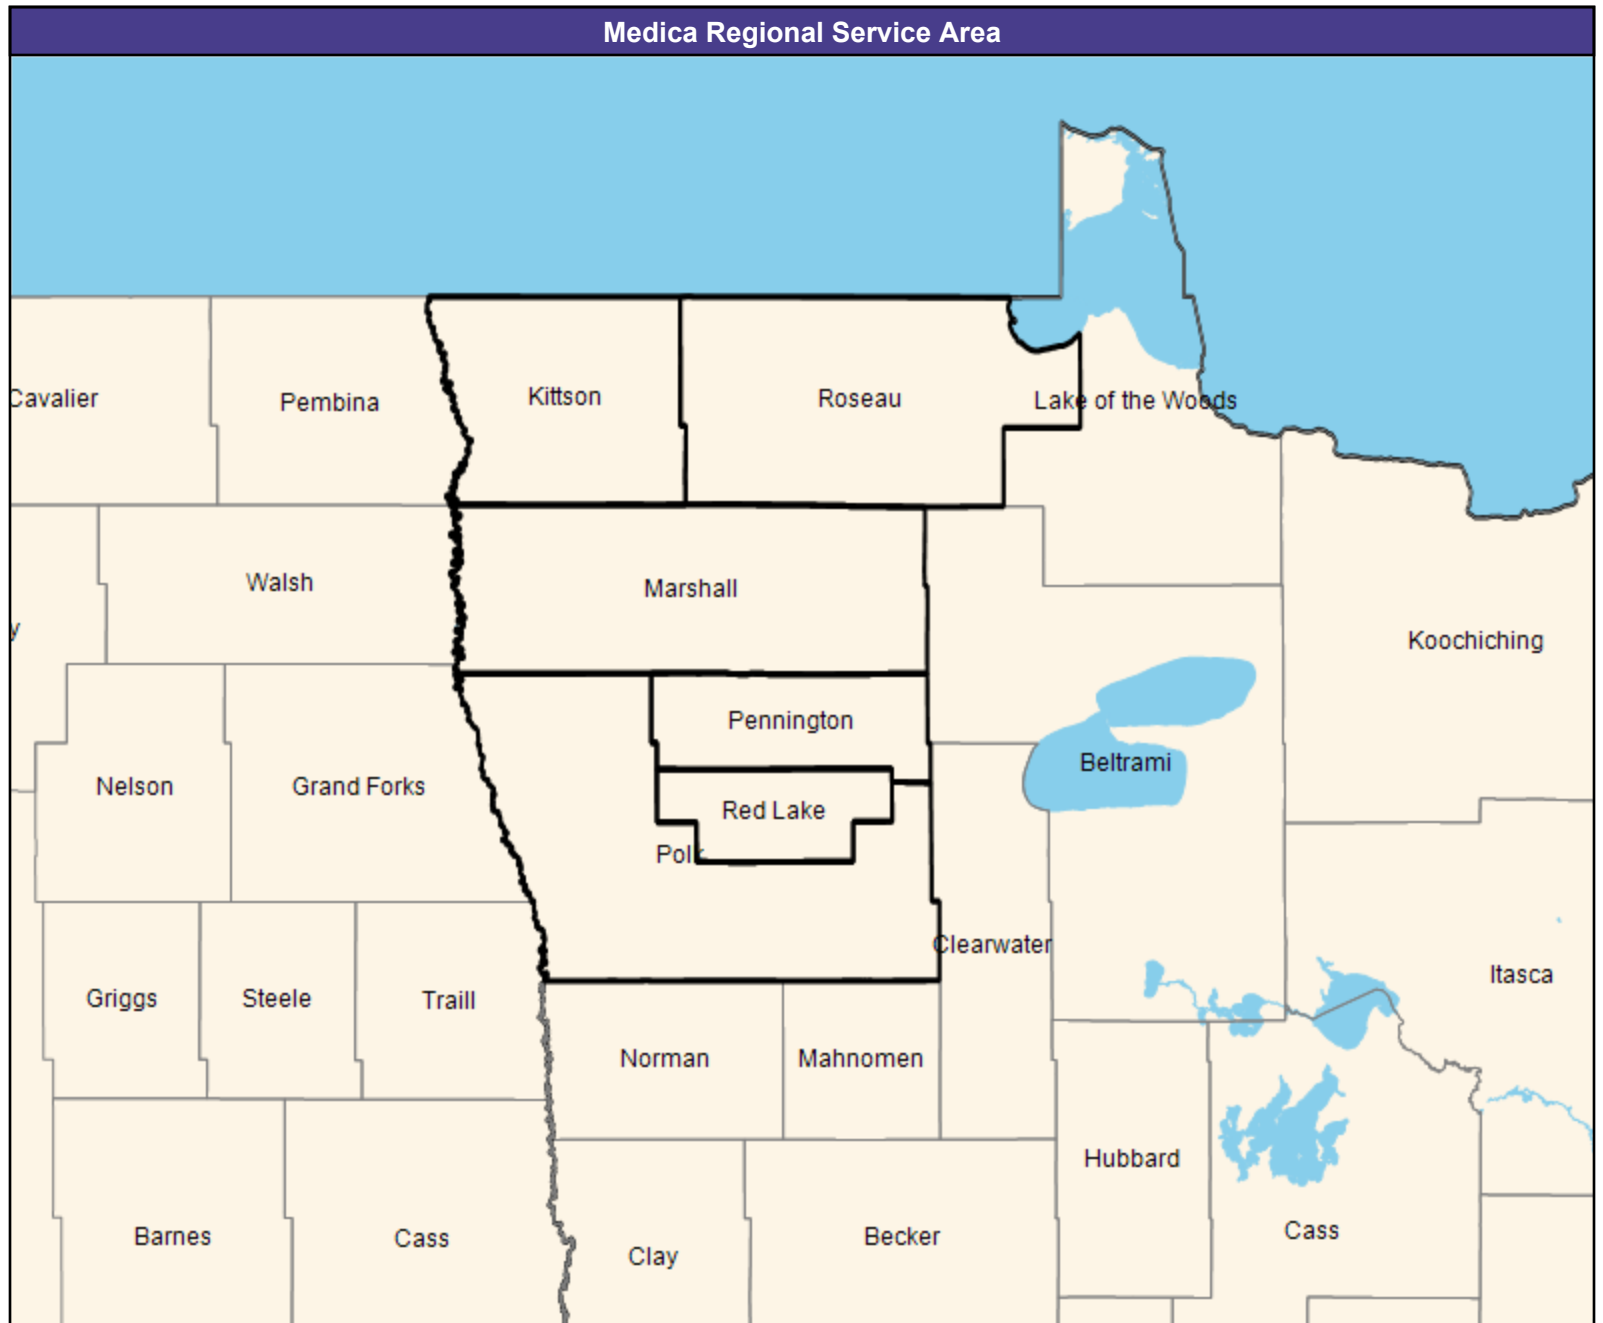 Medica Regional Service Area
Cavalier
Pembina
Kittson
Roseau
Lake of the Woods
Walsh
Marshall
y
Koochiching
Pennington
Beltrami
Nelson
Grand Forks
Red Lake
Polk
Clearwater
Itasca
Griggs
Steele
Traill
Norman
Mahnomen
Hubbard
Barnes
Cass
Clay
Becker
Cass